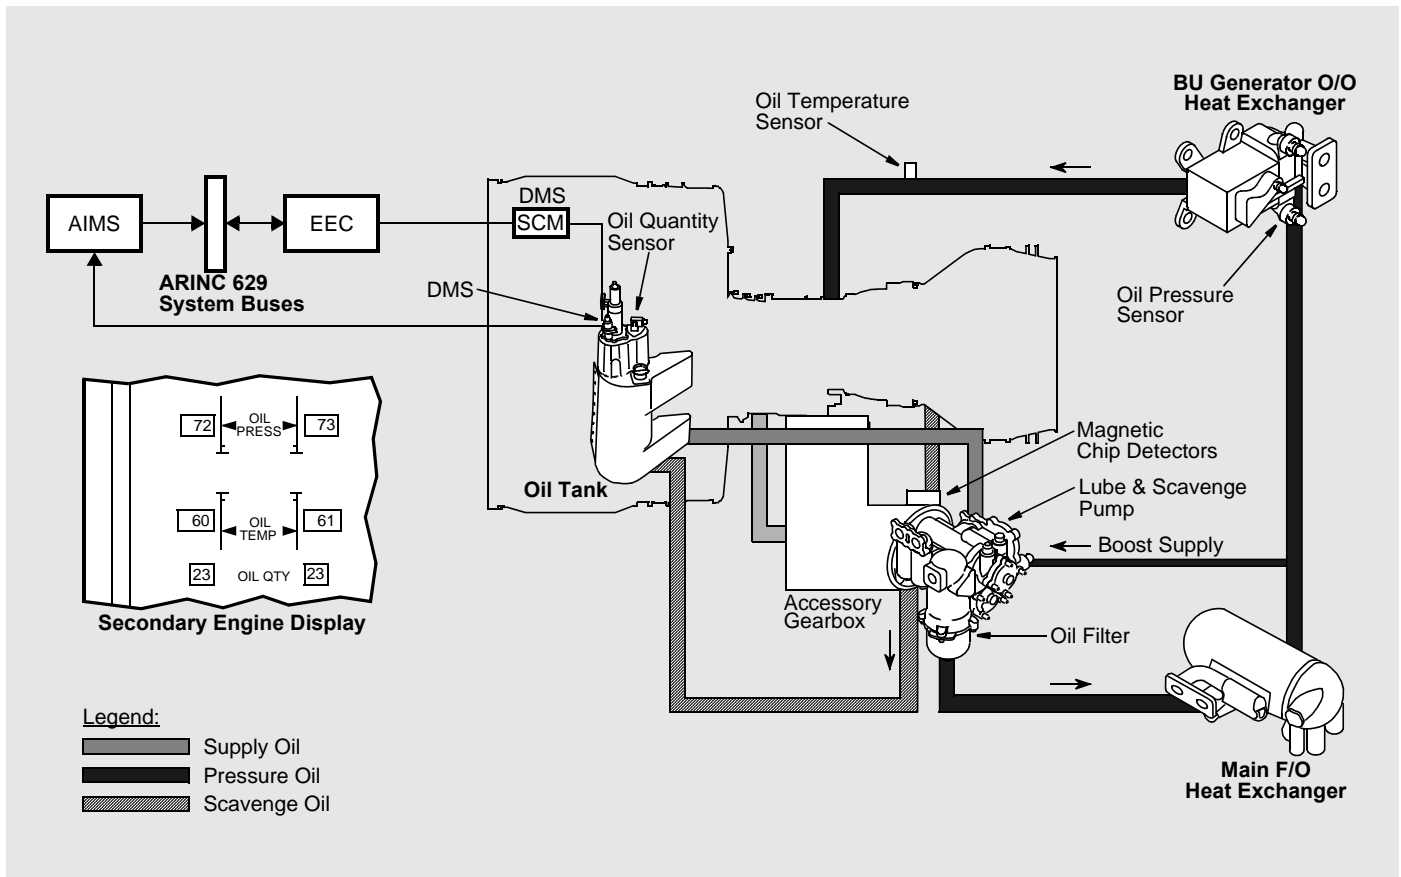 BU Generator O/O
Heat Exchanger
Oil Temperature
Sensor
DMS
SCM
Oil Quantity
Sensor
AIMS
EEC
ARINC 629
System Buses
DMS
Oil Pressure
Sensor
72
OIL
PRESS
73
60
OIL
TEMP
61
23
OIL QTY
23
Secondary Engine Display
Oil Tank
Magnetic
Chip Detectors
Lube & Scavenge
Pump
Boost Supply
Accessory
Gearbox
Oil Filter
Main F/O
Heat Exchanger
Legend:
Supply Oil
Pressure Oil
Scavenge Oil